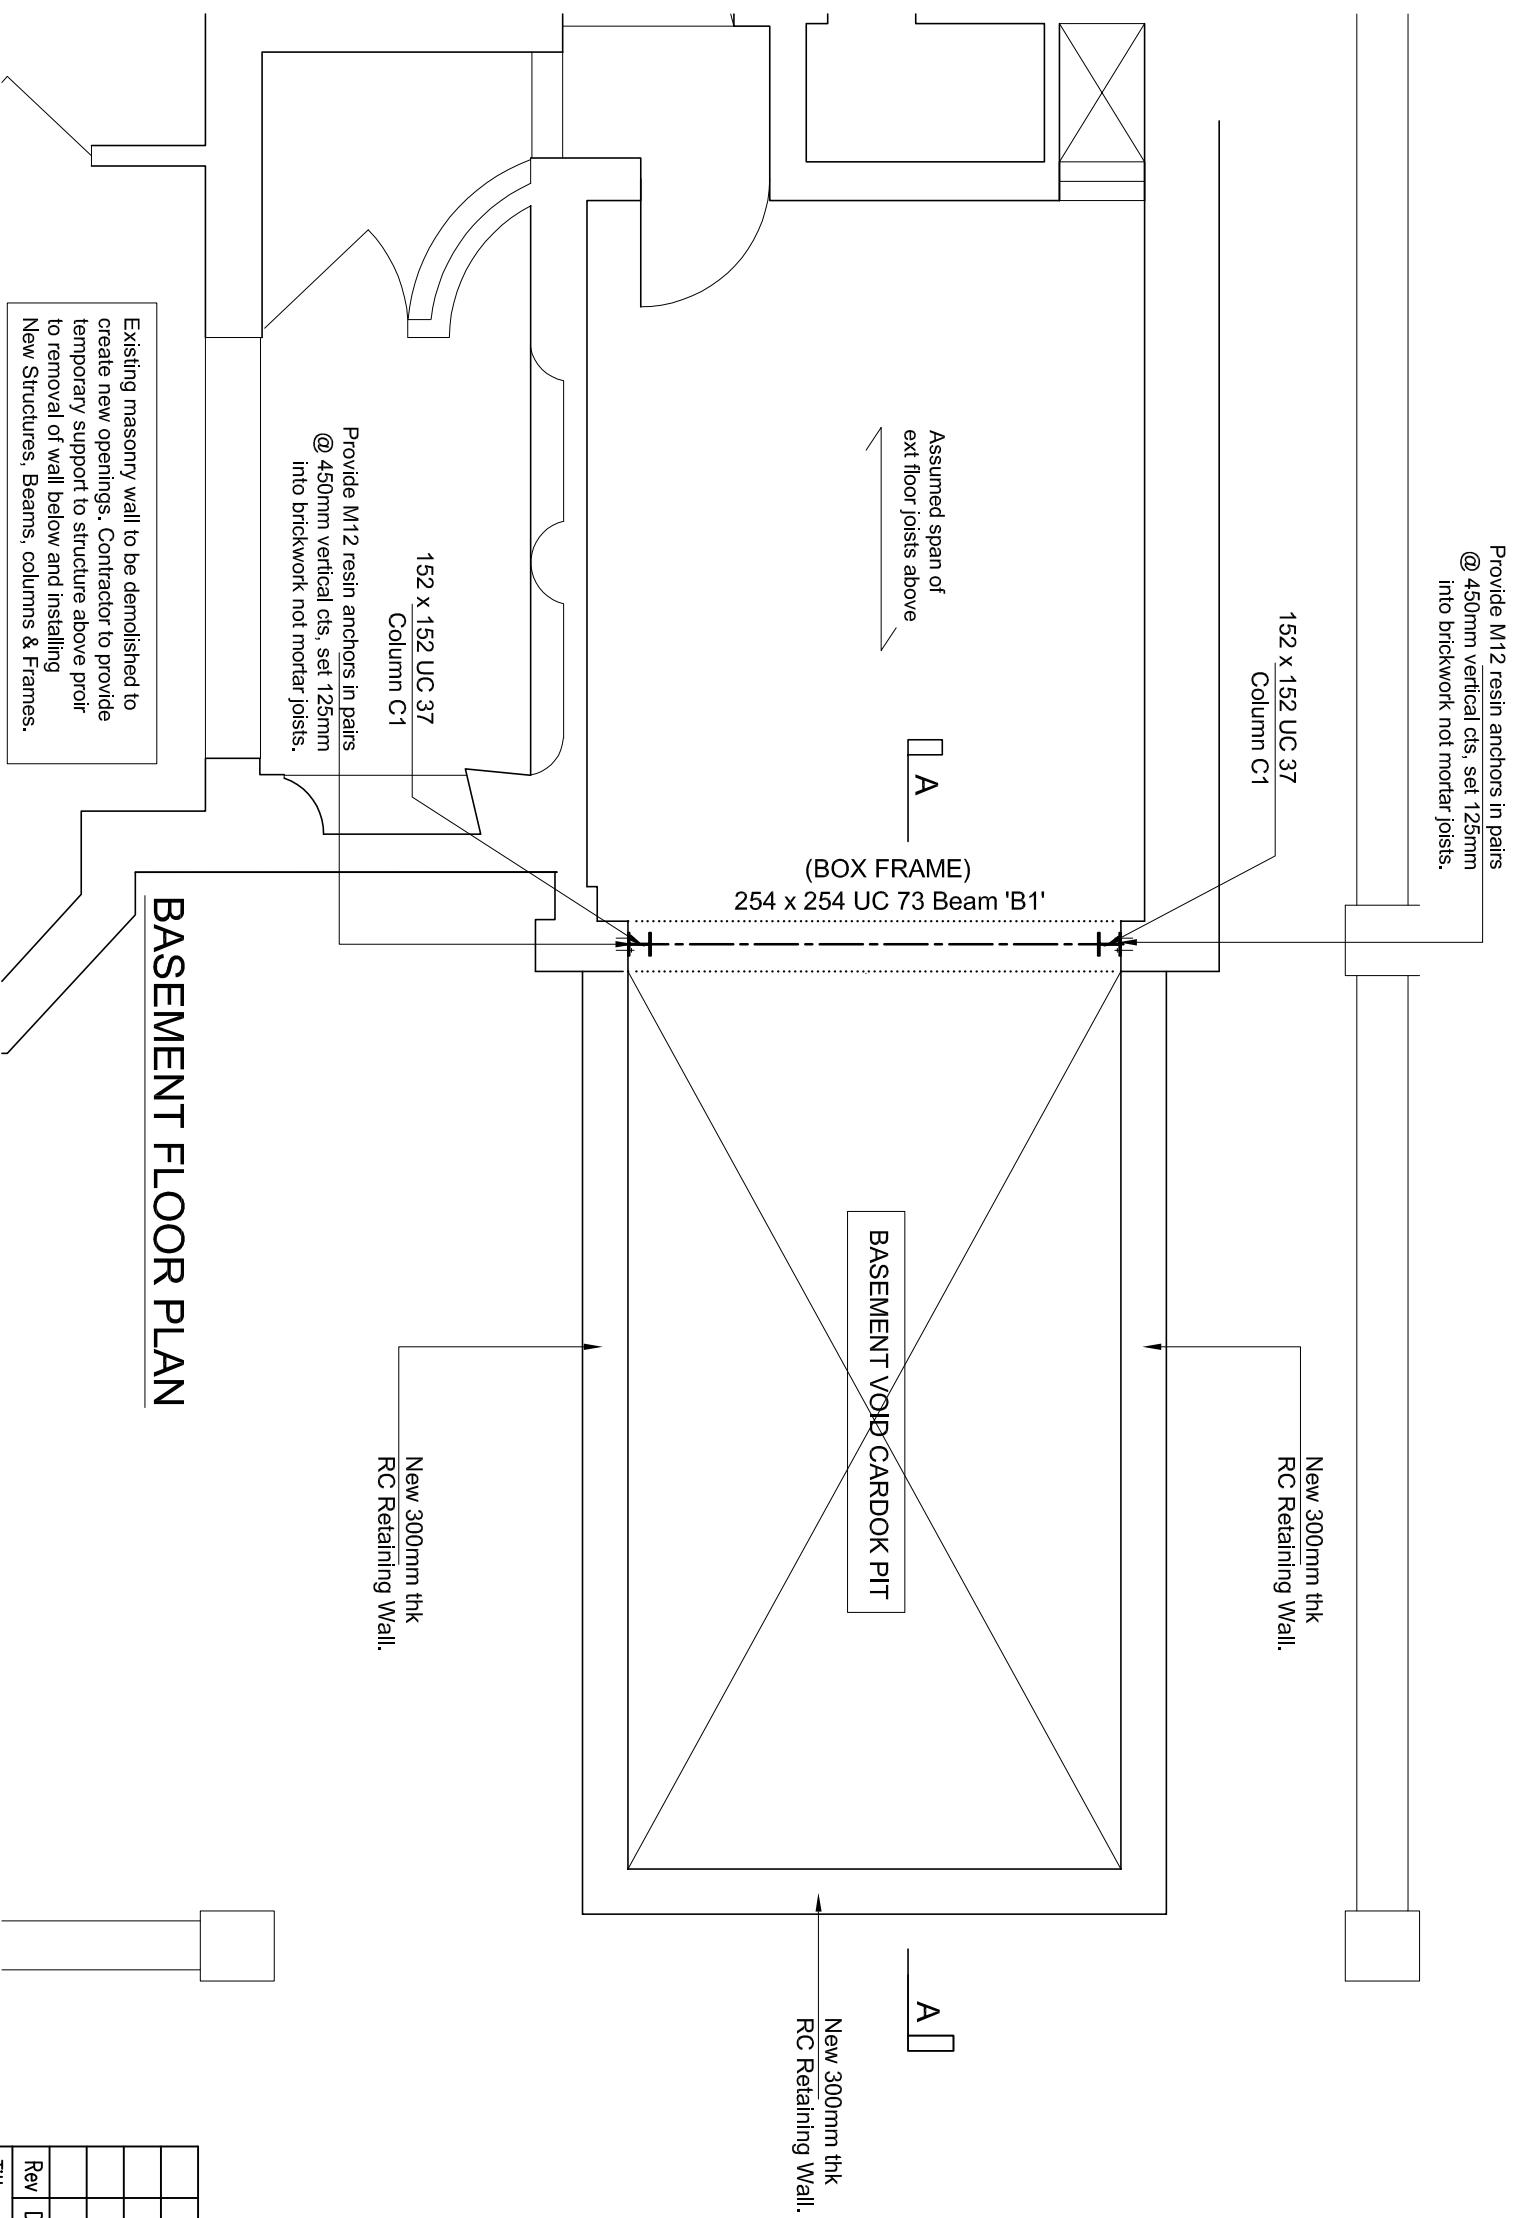 Provide M12 resin anchors in pairs
@ 450mm vertical cts, set 125mm
into brickwork not mortar joists.
152 x 152 UC 37
Column C1
Assumed span of
ext floor joists above
A
(BOX FRAME)
254 x 254 UC 73 Beam 'B1'
152 x 152 UC 37
Column C1
Provide M12 resin anchors in pairs
@ 450mm vertical cts, set 125mm
into brickwork not mortar joists.
Existing masonry wall to be demolished to
create new openings. Contractor to provide
temporary support to structure above proir
to removal of wall below and installing
New Structures, Beams, columns & Frames.
New 300mm thk
RC Retaining Wall.
BASEMENT VOID CARDOK PIT
New 300mm thk
RC Retaining Wall.
A
New 300mm thk
RC Retaining Wall.
BASEMENT FLOOR PLAN
Rev